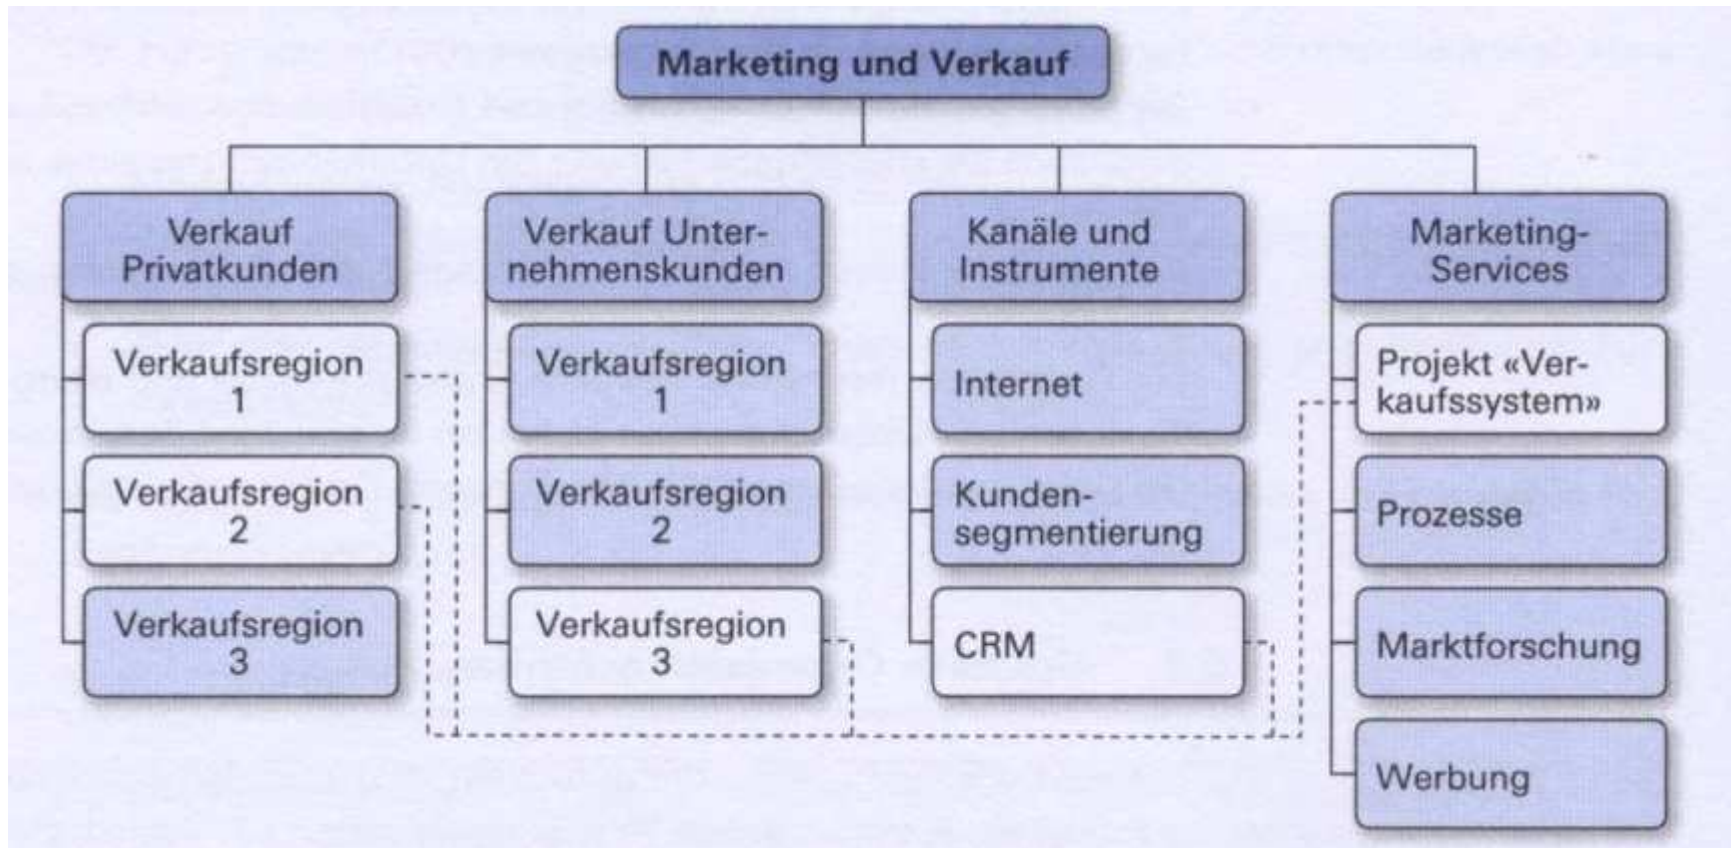 Marketing und Verkauf
Verkauf
Privatkunden
Verkaufsregion
1
Verkaufsregion
2
Verkaufsregion
3
Verkauf Unter-
nehmenskunden
Verkaufsregion
1
Verkaufsregion
2
Verkaufsregion
3
Kanäle und
Instrumente
Internet
Kunden-
segmentierung
CRM
Marketing-
Services
Projekt «Ver-
kaufssystem»
Prozesse
Marktforschung
Werbung